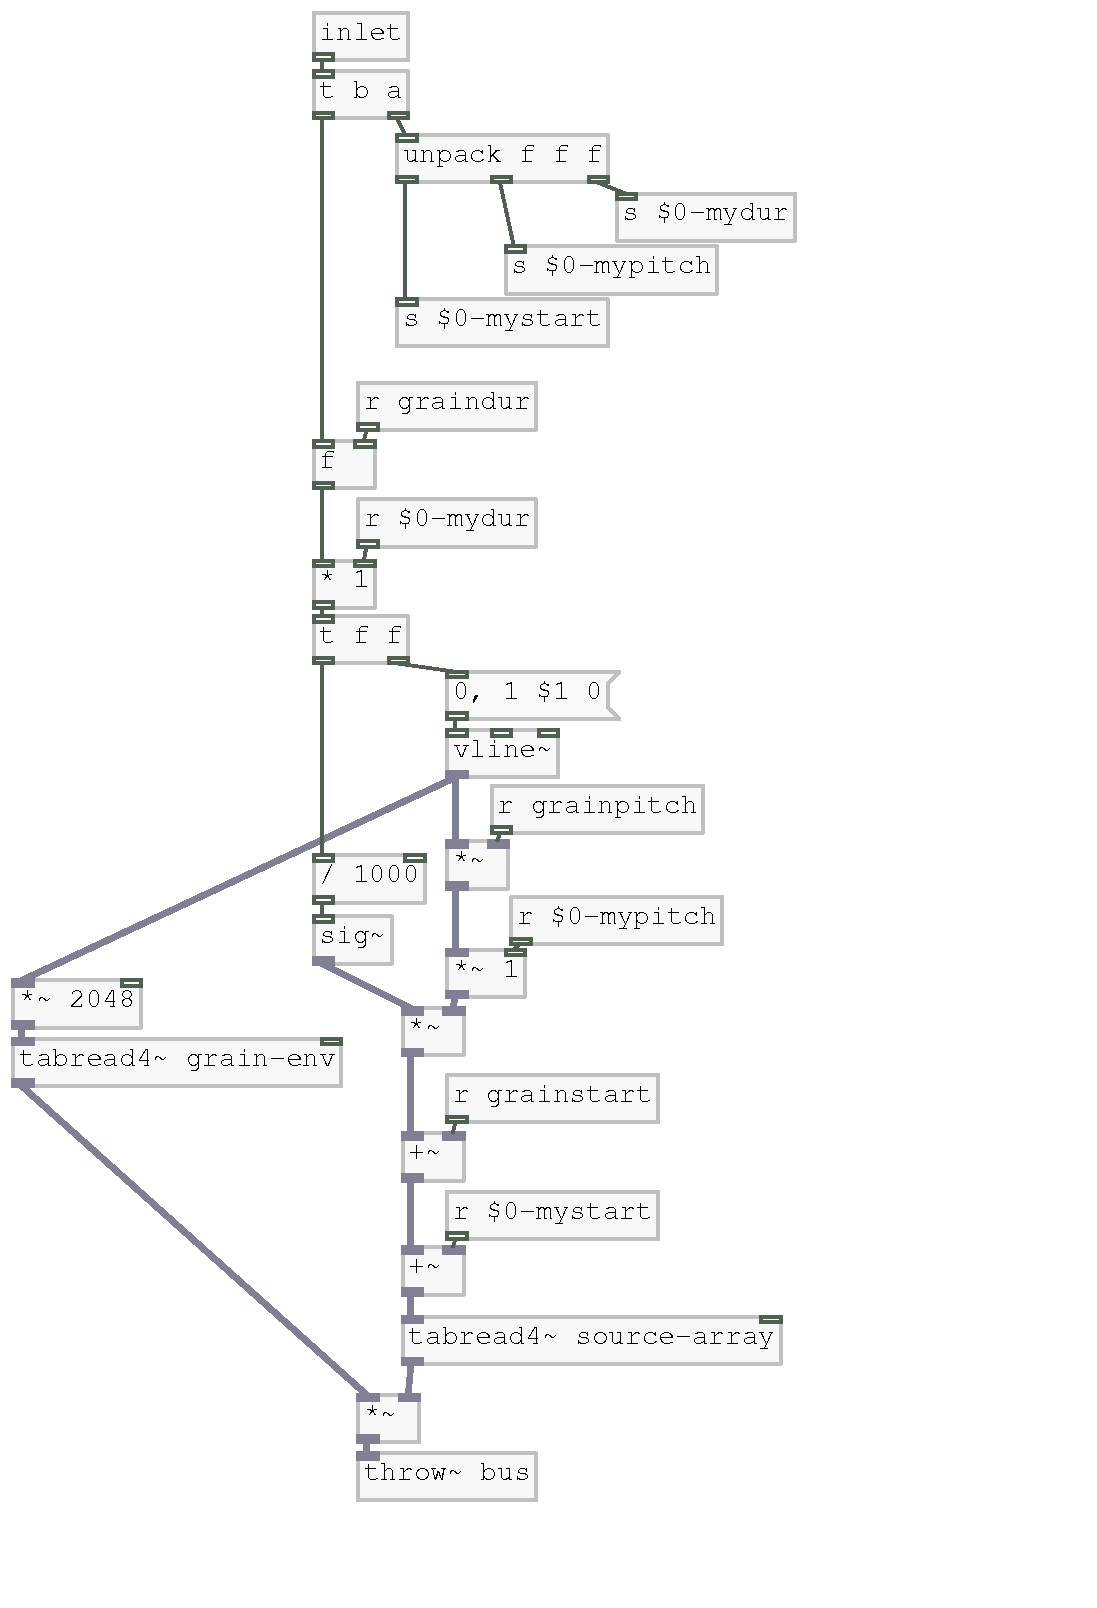 inlet
t b a
unpack f f f
s $0-mydur
s $0-mypitch
s $0-mystart
r graindur
f
r $0-mydur
* 1
t f f
0, 1 $1 0
vline~
r grainpitch
*~
/ 1000
r $0-mypitch
sig~
*~ 1
*~ 2048
*~
tabread4~ grain-env
r grainstart
+~
r $0-mystart
+~
tabread4~ source-array
*~
throw~ bus